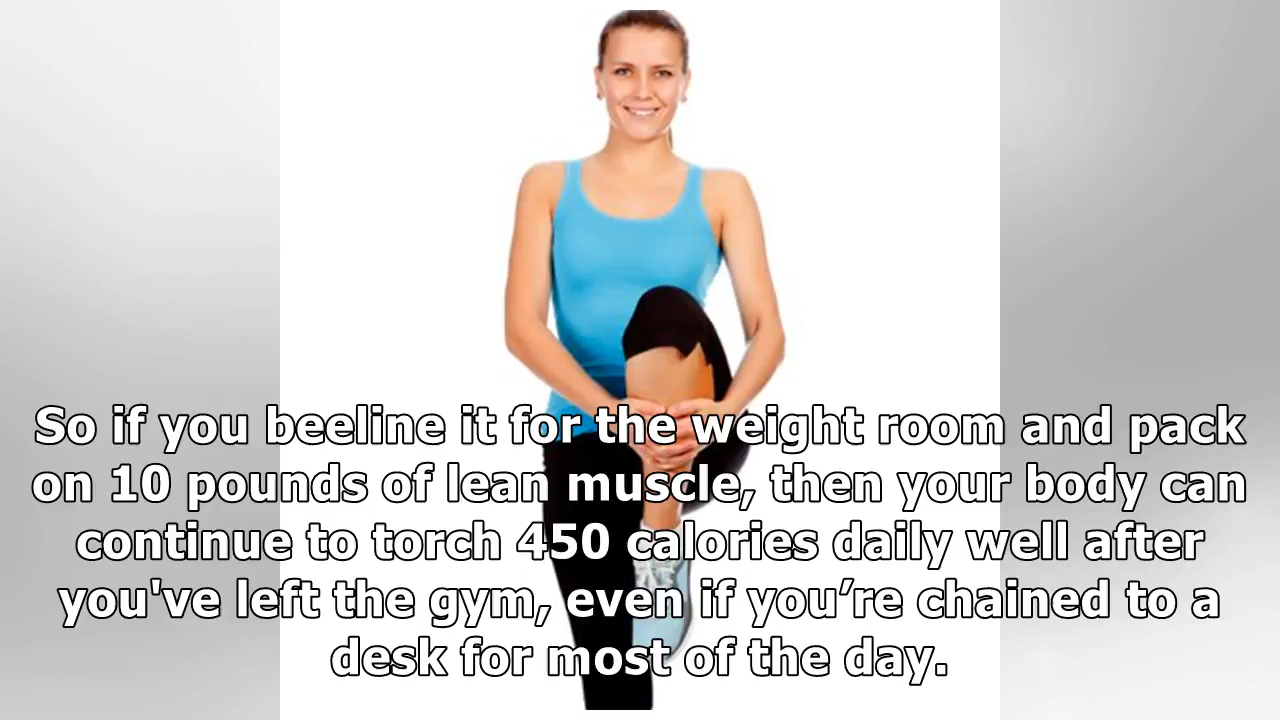 So if you beeline it for the weight room and pack
on 10 pounds of lean muscle, then your body can
continue to torch 450 calories daily well after
you've left the gym, even if you’re chained to a
desk for most of the day.